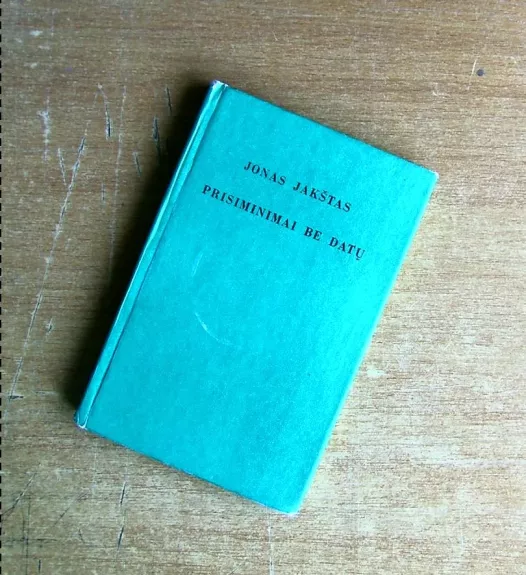 JONAS JAKŠTAS
PRISIMINIMAI BE DATŲ